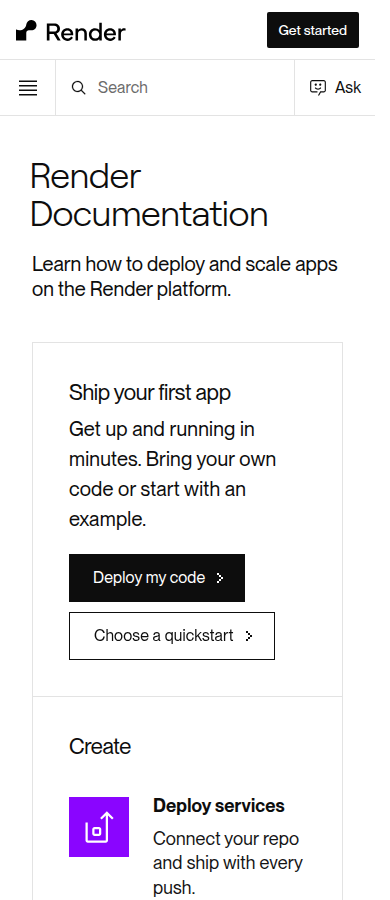 Render
Get started
Search
Ask
Render
Documentation
Learn how to deploy and scale apps
on the Render platform.
Ship your first app
Get up and running in
minutes. Bring your own
code or start with an
example.
Deploy my code
Choose a quickstart
Create
Deploy services
Connect your repo
and ship with every
push.